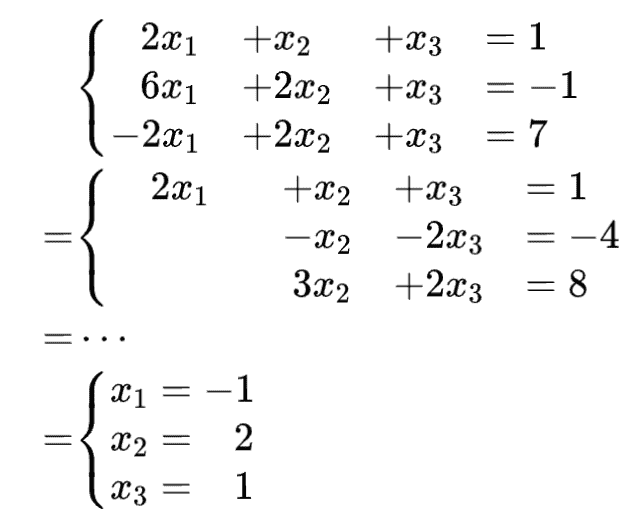 2x₁ +x₂ +x₃ = 1
6x₁ +2x₂ +x₃ = −1
−2x₁ +2x₂ +x₃ = 7
= 2x₁ +x₂ +x₃ = 1
−x₂ −2x₃ = −4
3x₂ +2x₃ = 8
= ⋯
x₁ = −1
= x₂ = 2
x₃ = 1